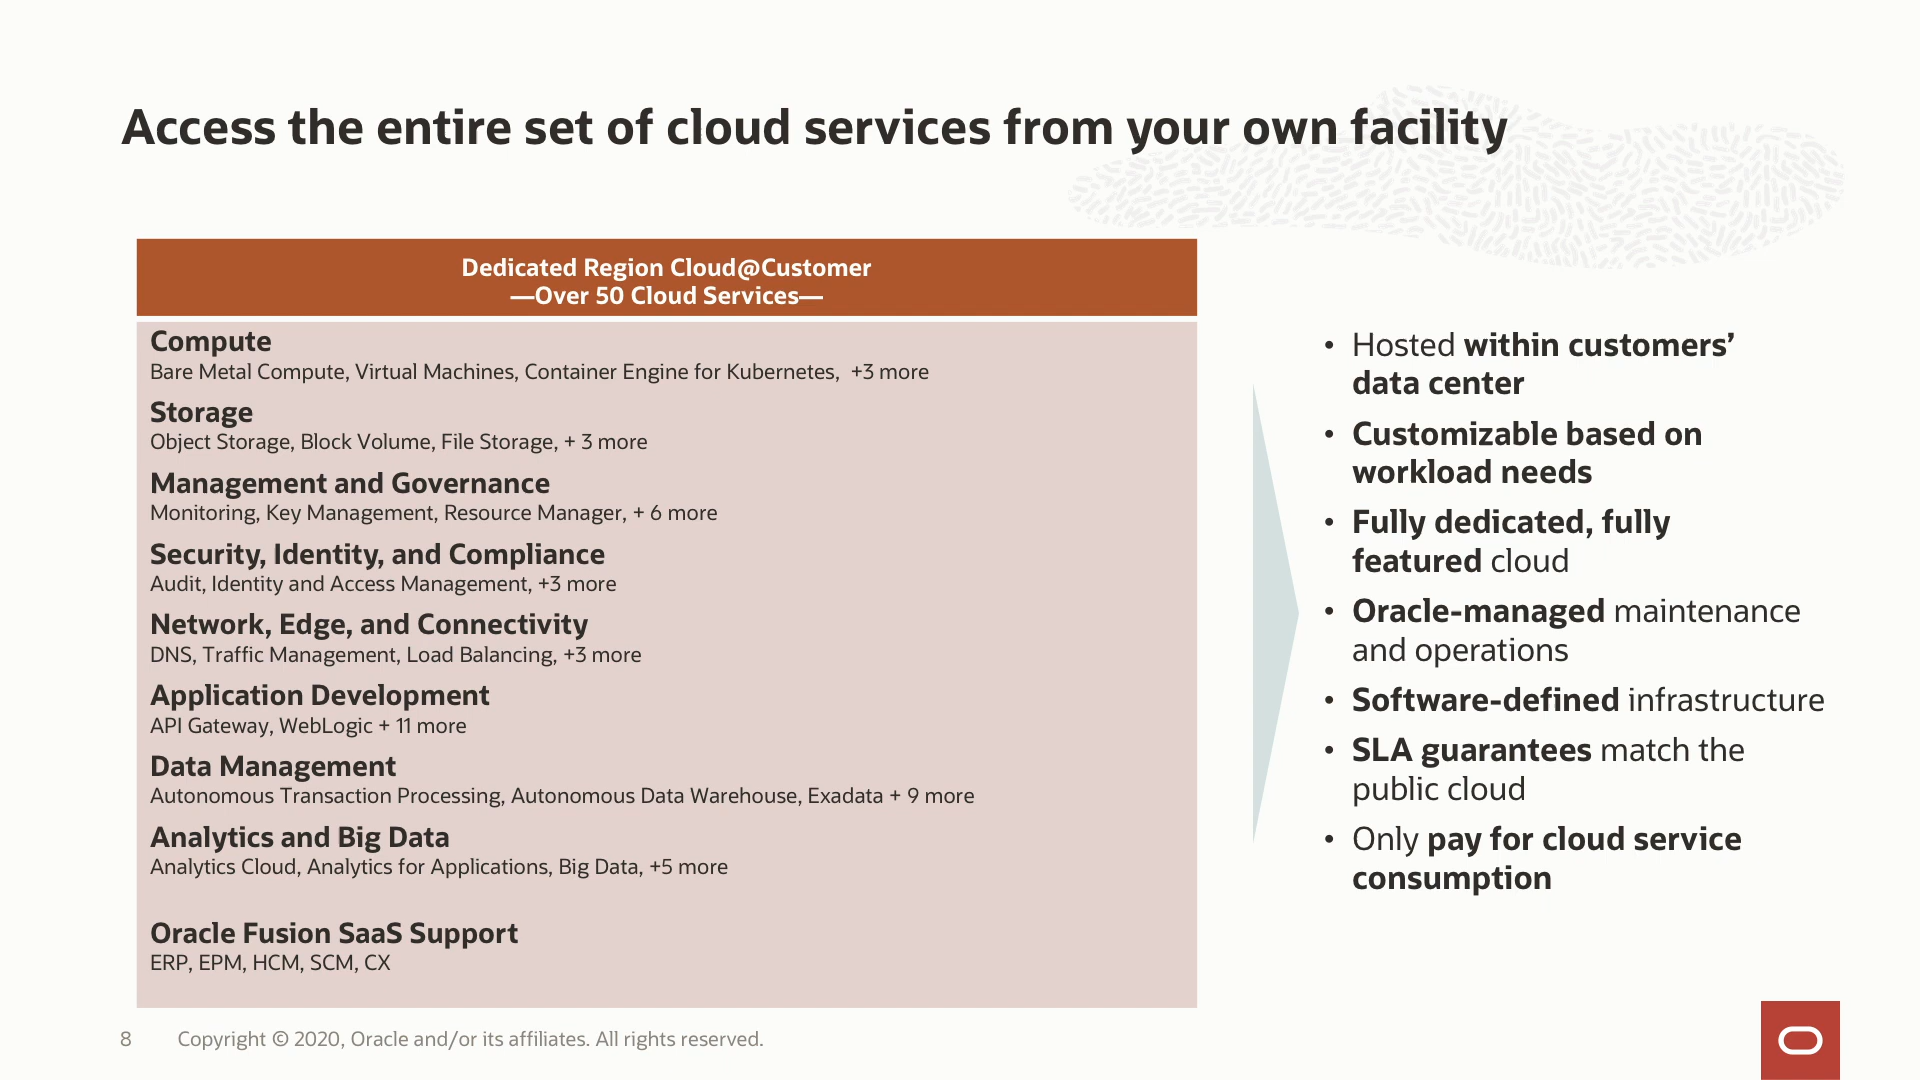 Access the entire set of cloud services from your own facility
Dedicated Region Cloud@Customer
—Over 50 Cloud Services—
Compute
Bare Metal Compute, Virtual Machines, Container Engine for Kubernetes,  +3 more
Storage
Object Storage, Block Volume, File Storage, + 3 more
Management and Governance
Monitoring, Key Management, Resource Manager, + 6 more
Security, Identity, and Compliance
Audit, Identity and Access Management, +3 more
Network, Edge, and Connectivity
DNS, Traffic Management, Load Balancing, +3 more
Application Development
API Gateway, WebLogic + 11 more
Data Management
Autonomous Transaction Processing, Autonomous Data Warehouse, Exadata + 9 more
Analytics and Big Data
Analytics Cloud, Analytics for Applications, Big Data, +5 more
Oracle Fusion SaaS Support
ERP, EPM, HCM, SCM, CX
• Hosted within customers’
data center
• Customizable based on
workload needs
• Fully dedicated, fully
featured cloud
• Oracle-managed maintenance
and operations
• Software-defined infrastructure
• SLA guarantees match the
public cloud
• Only pay for cloud service
consumption
8 Copyright © 2020, Oracle and/or its affiliates. All rights reserved.